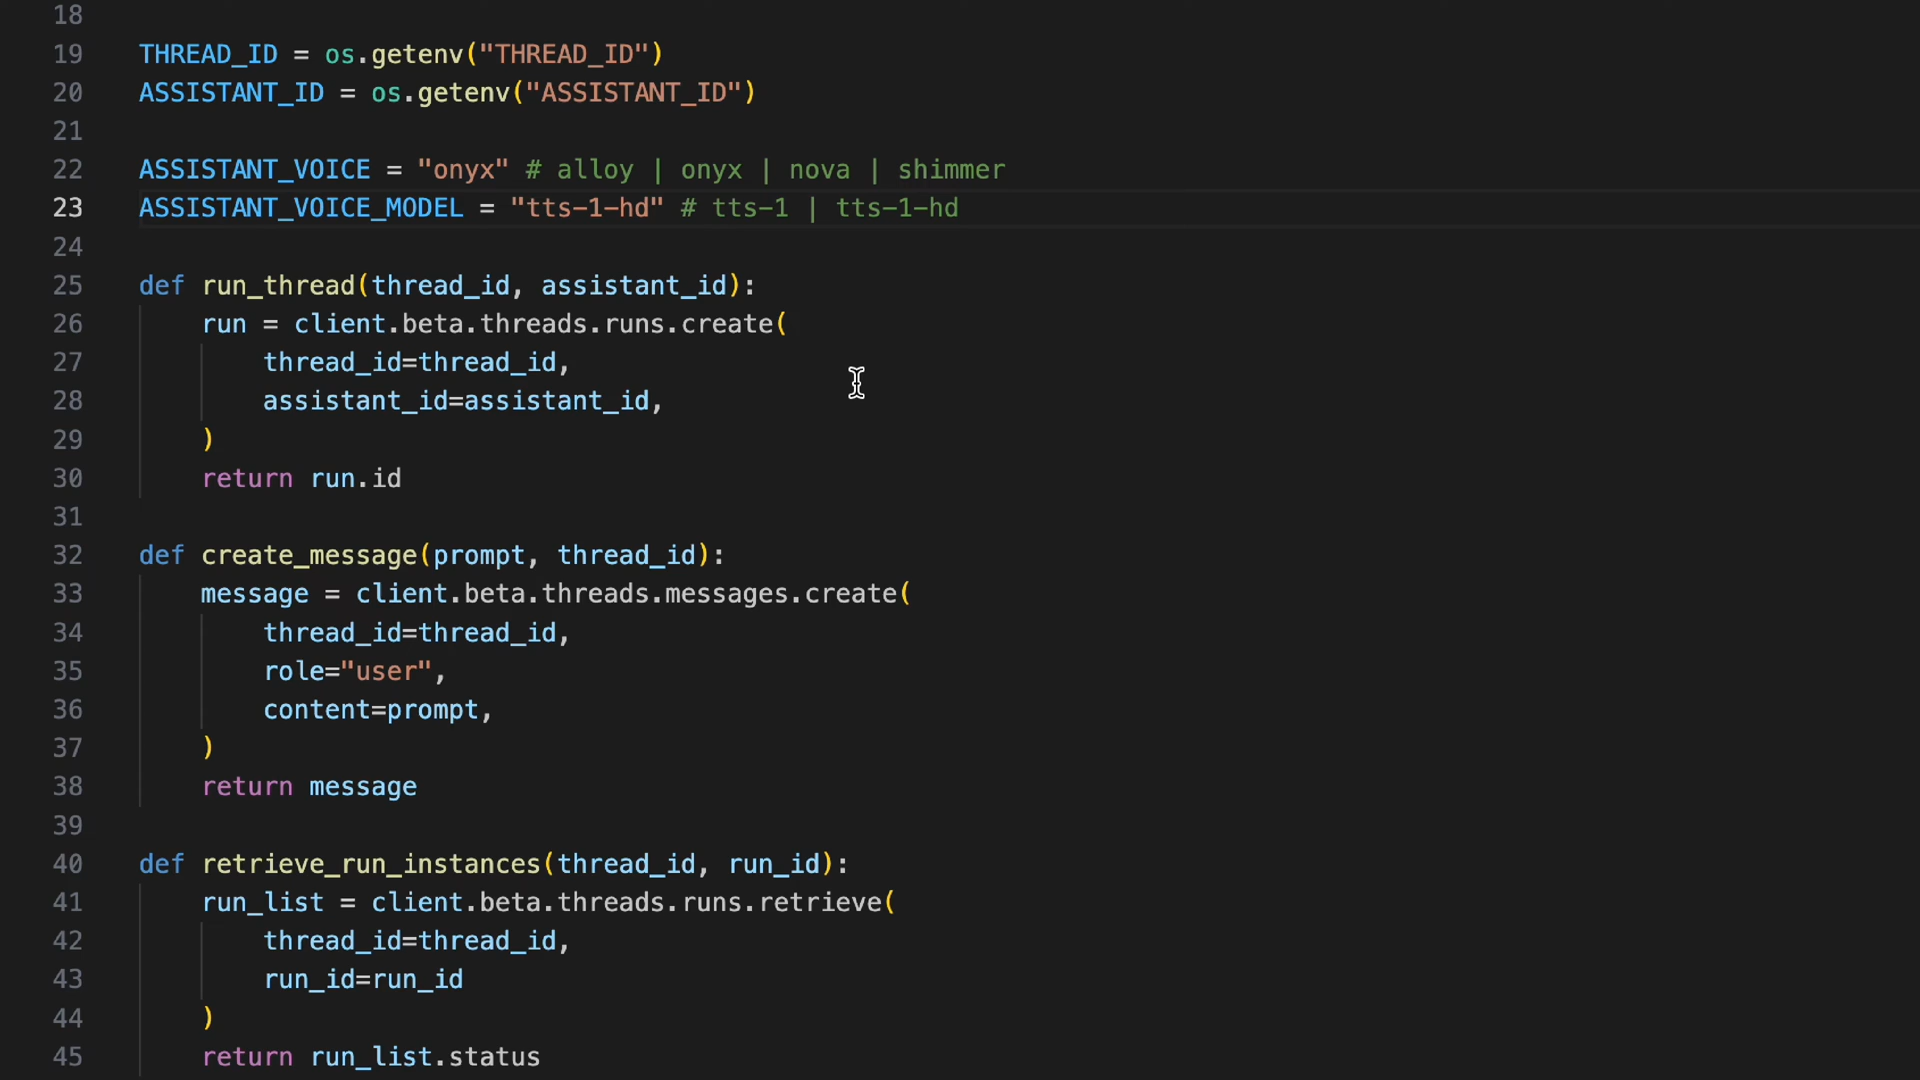 18
19 THREAD_ID = os.getenv("THREAD_ID")
20 ASSISTANT_ID = os.getenv("ASSISTANT_ID")
21
22 ASSISTANT_VOICE = "onyx" # alloy | onyx | nova | shimmer
23 ASSISTANT_VOICE_MODEL = "tts-1-hd" # tts-1 | tts-1-hd
24
25 def run_thread(thread_id, assistant_id):
26     run = client.beta.threads.runs.create(
27         thread_id=thread_id,
28         assistant_id=assistant_id,
29     )
30     return run.id
31
32 def create_message(prompt, thread_id):
33     message = client.beta.threads.messages.create(
34         thread_id=thread_id,
35         role="user",
36         content=prompt,
37     )
38     return message
39
40 def retrieve_run_instances(thread_id, run_id):
41     run_list = client.beta.threads.runs.retrieve(
42         thread_id=thread_id,
43         run_id=run_id
44     )
45     return run_list.status